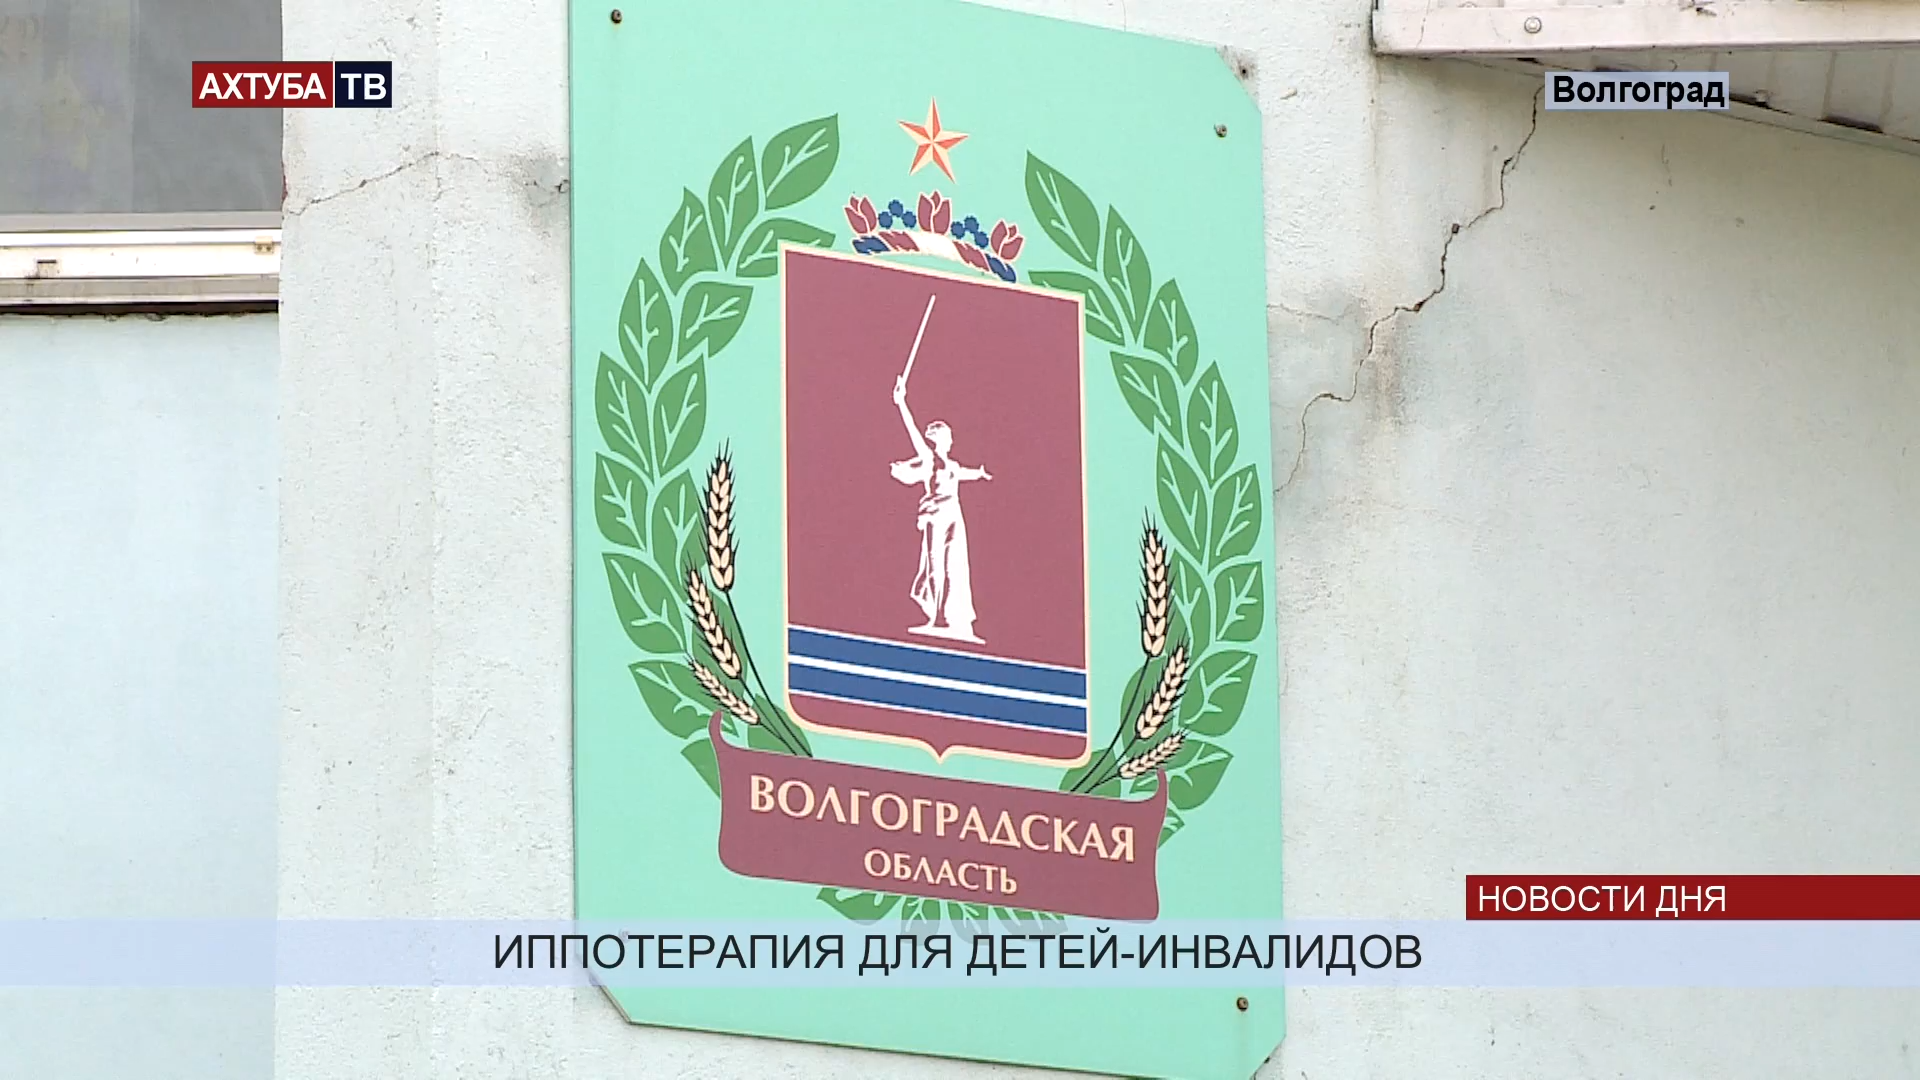 АХТУБА ТВ
Волгоград
ВОЛГОГРАДСКАЯ
ОБЛАСТЬ
НОВОСТИ ДНЯ
ИППОТЕРАПИЯ ДЛЯ ДЕТЕЙ-ИНВАЛИДОВ